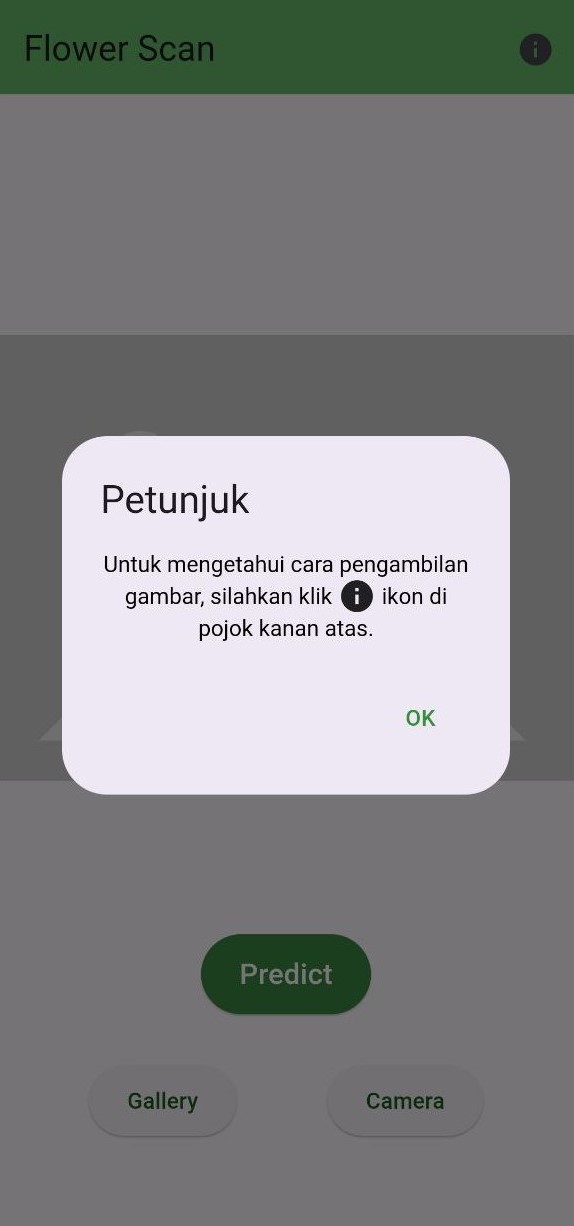 Flower Scan
Petunjuk
Untuk mengetahui cara pengambilan
gambar, silahkan klik i ikon di
pojok kanan atas.
OK
Predict
Gallery
Camera